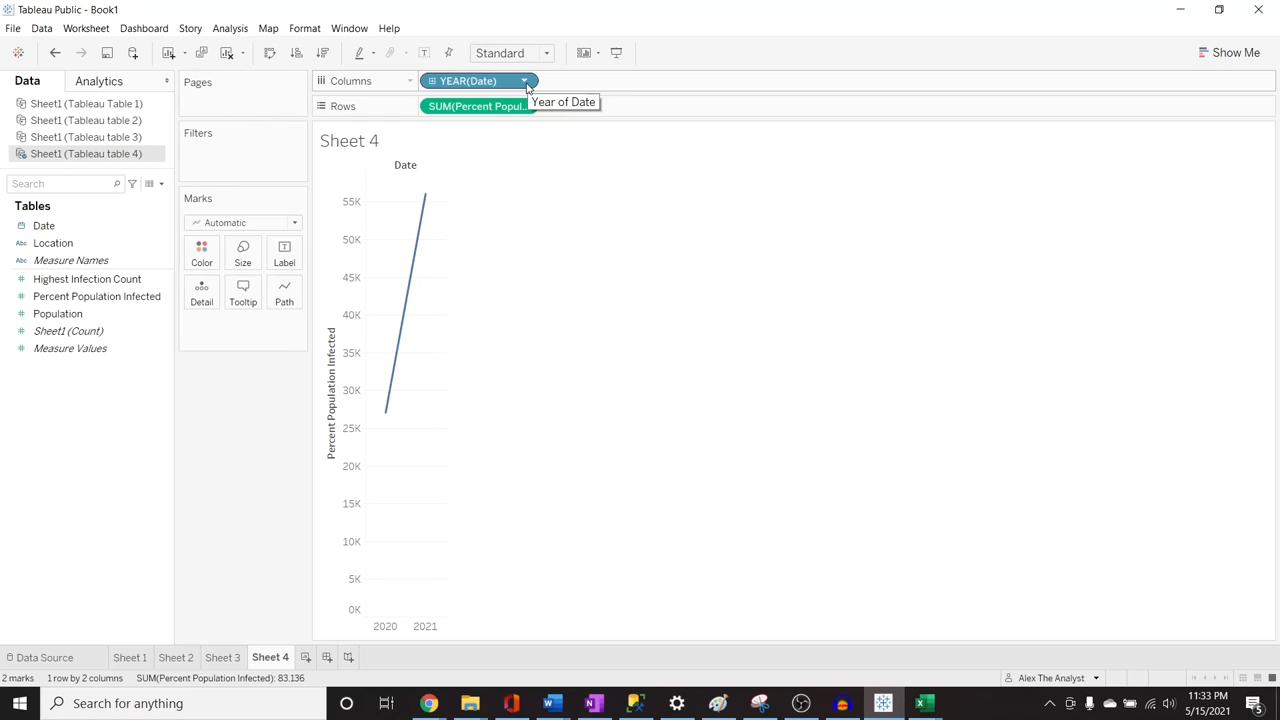 Tableau Public - Book1
File Data Worksheet Dashboard Story Analysis Map Format Window Help
Standard
Show Me
Data Analytics
Pages
Columns
YEAR(Date)
Year of Date
Rows
SUM(Percent Popul..
Sheet1 (Tableau Table 1)
Sheet1 (Tableau table 2)
Sheet1 (Tableau table 3)
Sheet1 (Tableau table 4)
Search
Tables
Date
Abc Location
Abc Measure Names
Highest Infection Count
Percent Population Infected
Population
Sheet1 (Count)
Measure Values
Filters
Marks
Automatic
Color Size Label
Detail Tooltip Path
Sheet 4
Date
Percent Population Infected
55K
50K
45K
40K
35K
30K
25K
20K
15K
10K
5K
0K
2020 2021
Data Source Sheet 1 Sheet 2 Sheet 3 Sheet 4
2 marks 1 row by 2 columns SUM(Percent Population Infected): 83,136
Alex The Analyst
Search for anything
11:33 PM
5/15/2021
5